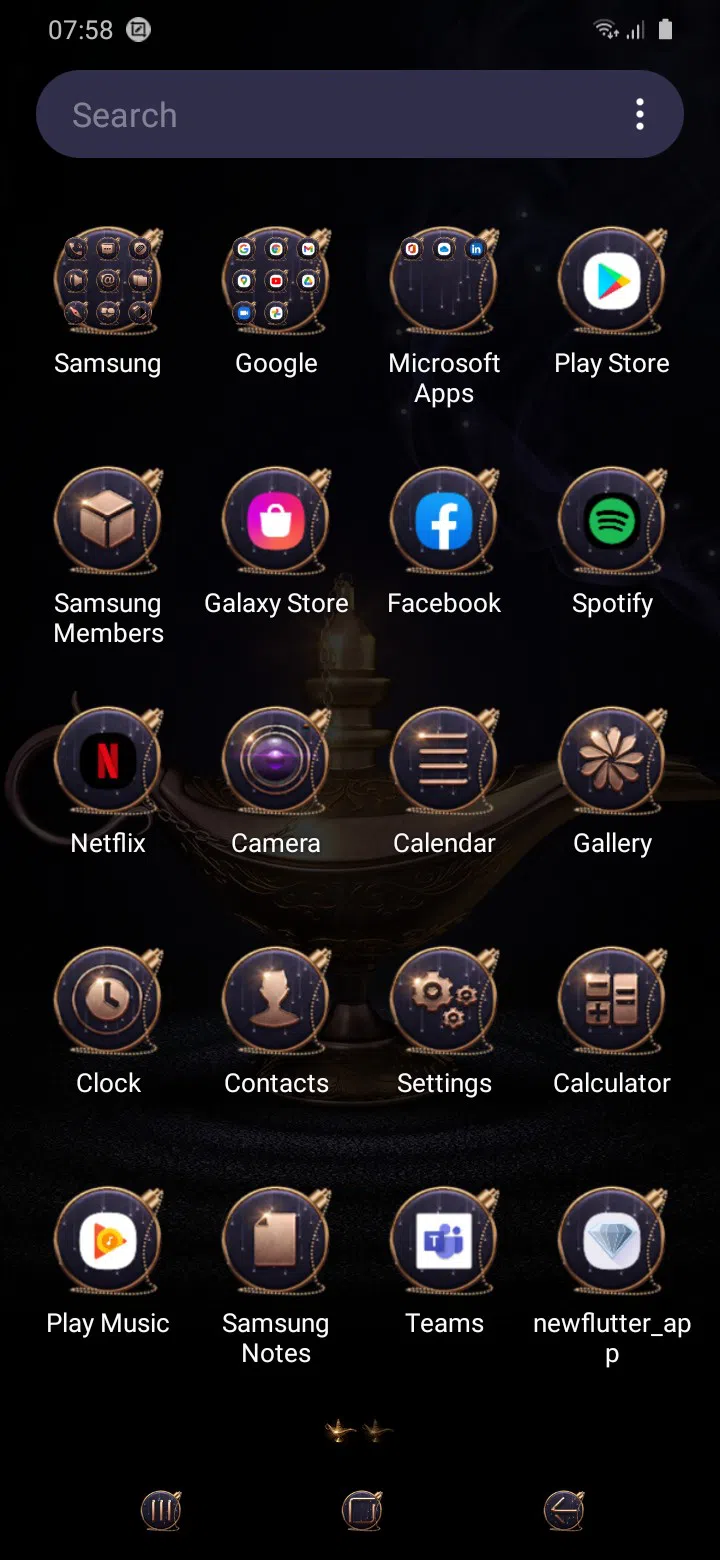 07:58
Search
Samsung
Google
Microsoft
Apps
Play Store
Samsung
Members
Galaxy Store
Facebook
Spotify
Netflix
Camera
Calendar
Gallery
Clock
Contacts
Settings
Calculator
Play Music
Samsung
Notes
Teams
newflutter_ap
p